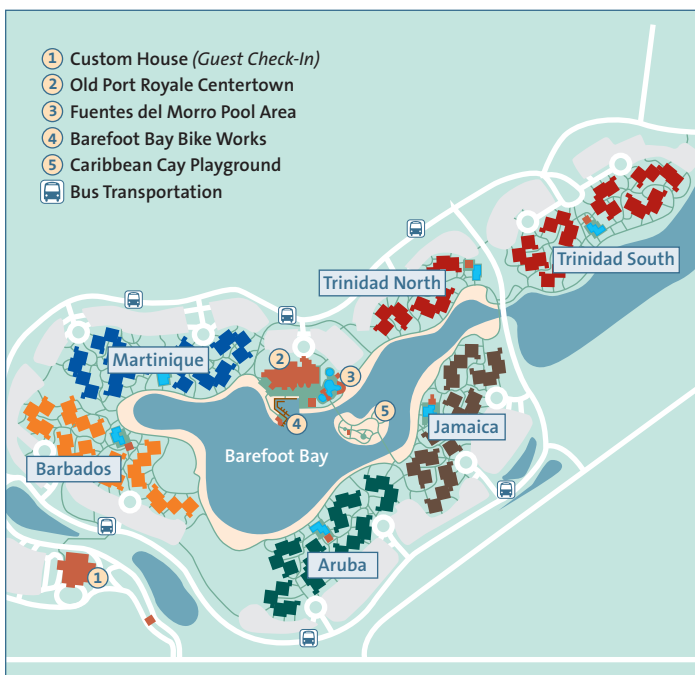 1 Custom House (Guest Check-In)
2 Old Port Royale Centertown
3 Fuentes del Morro Pool Area
4 Barefoot Bay Bike Works
5 Caribbean Cay Playground
Bus Transportation
Trinidad South
Trinidad North
Martinique
2
3
5
4
Jamaica
Barefoot Bay
Barbados
Aruba
1